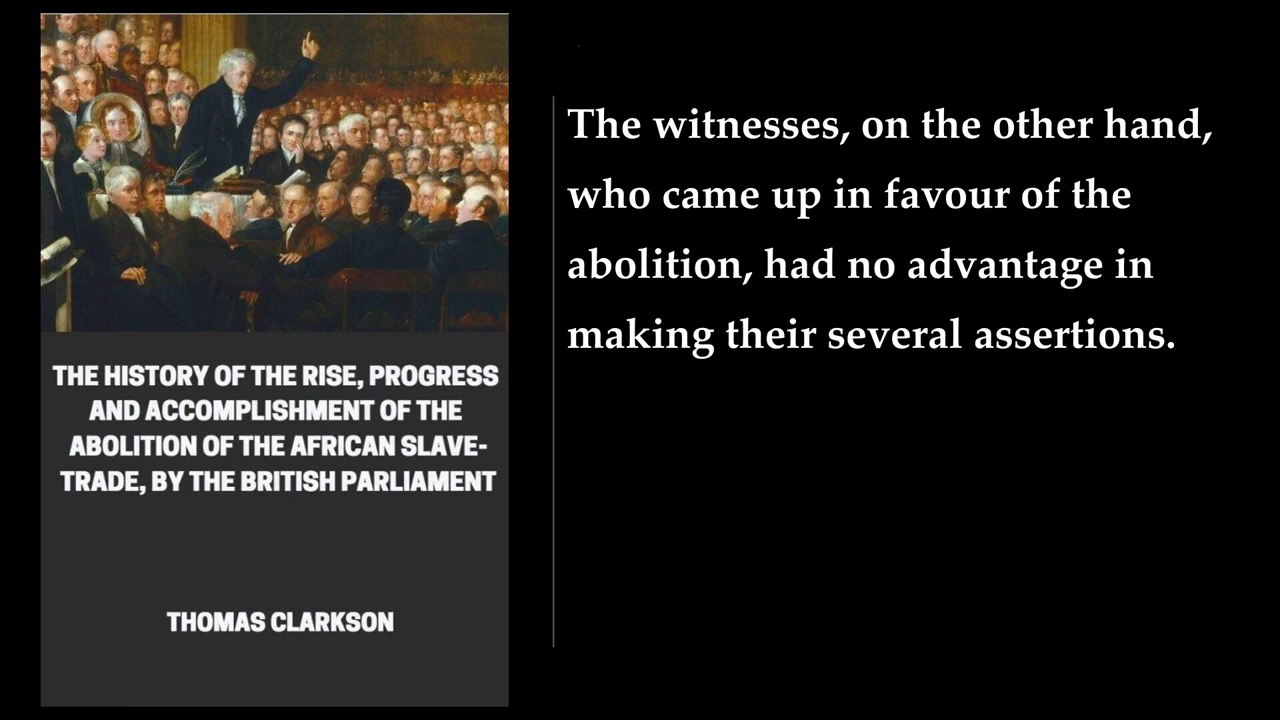 THE HISTORY OF THE RISE, PROGRESS
AND ACCOMPLISHMENT OF THE
ABOLITION OF THE AFRICAN SLAVE-
TRADE, BY THE BRITISH PARLIAMENT
THOMAS CLARKSON
The witnesses, on the other hand,
who came up in favour of the
abolition, had no advantage in
making their several assertions.